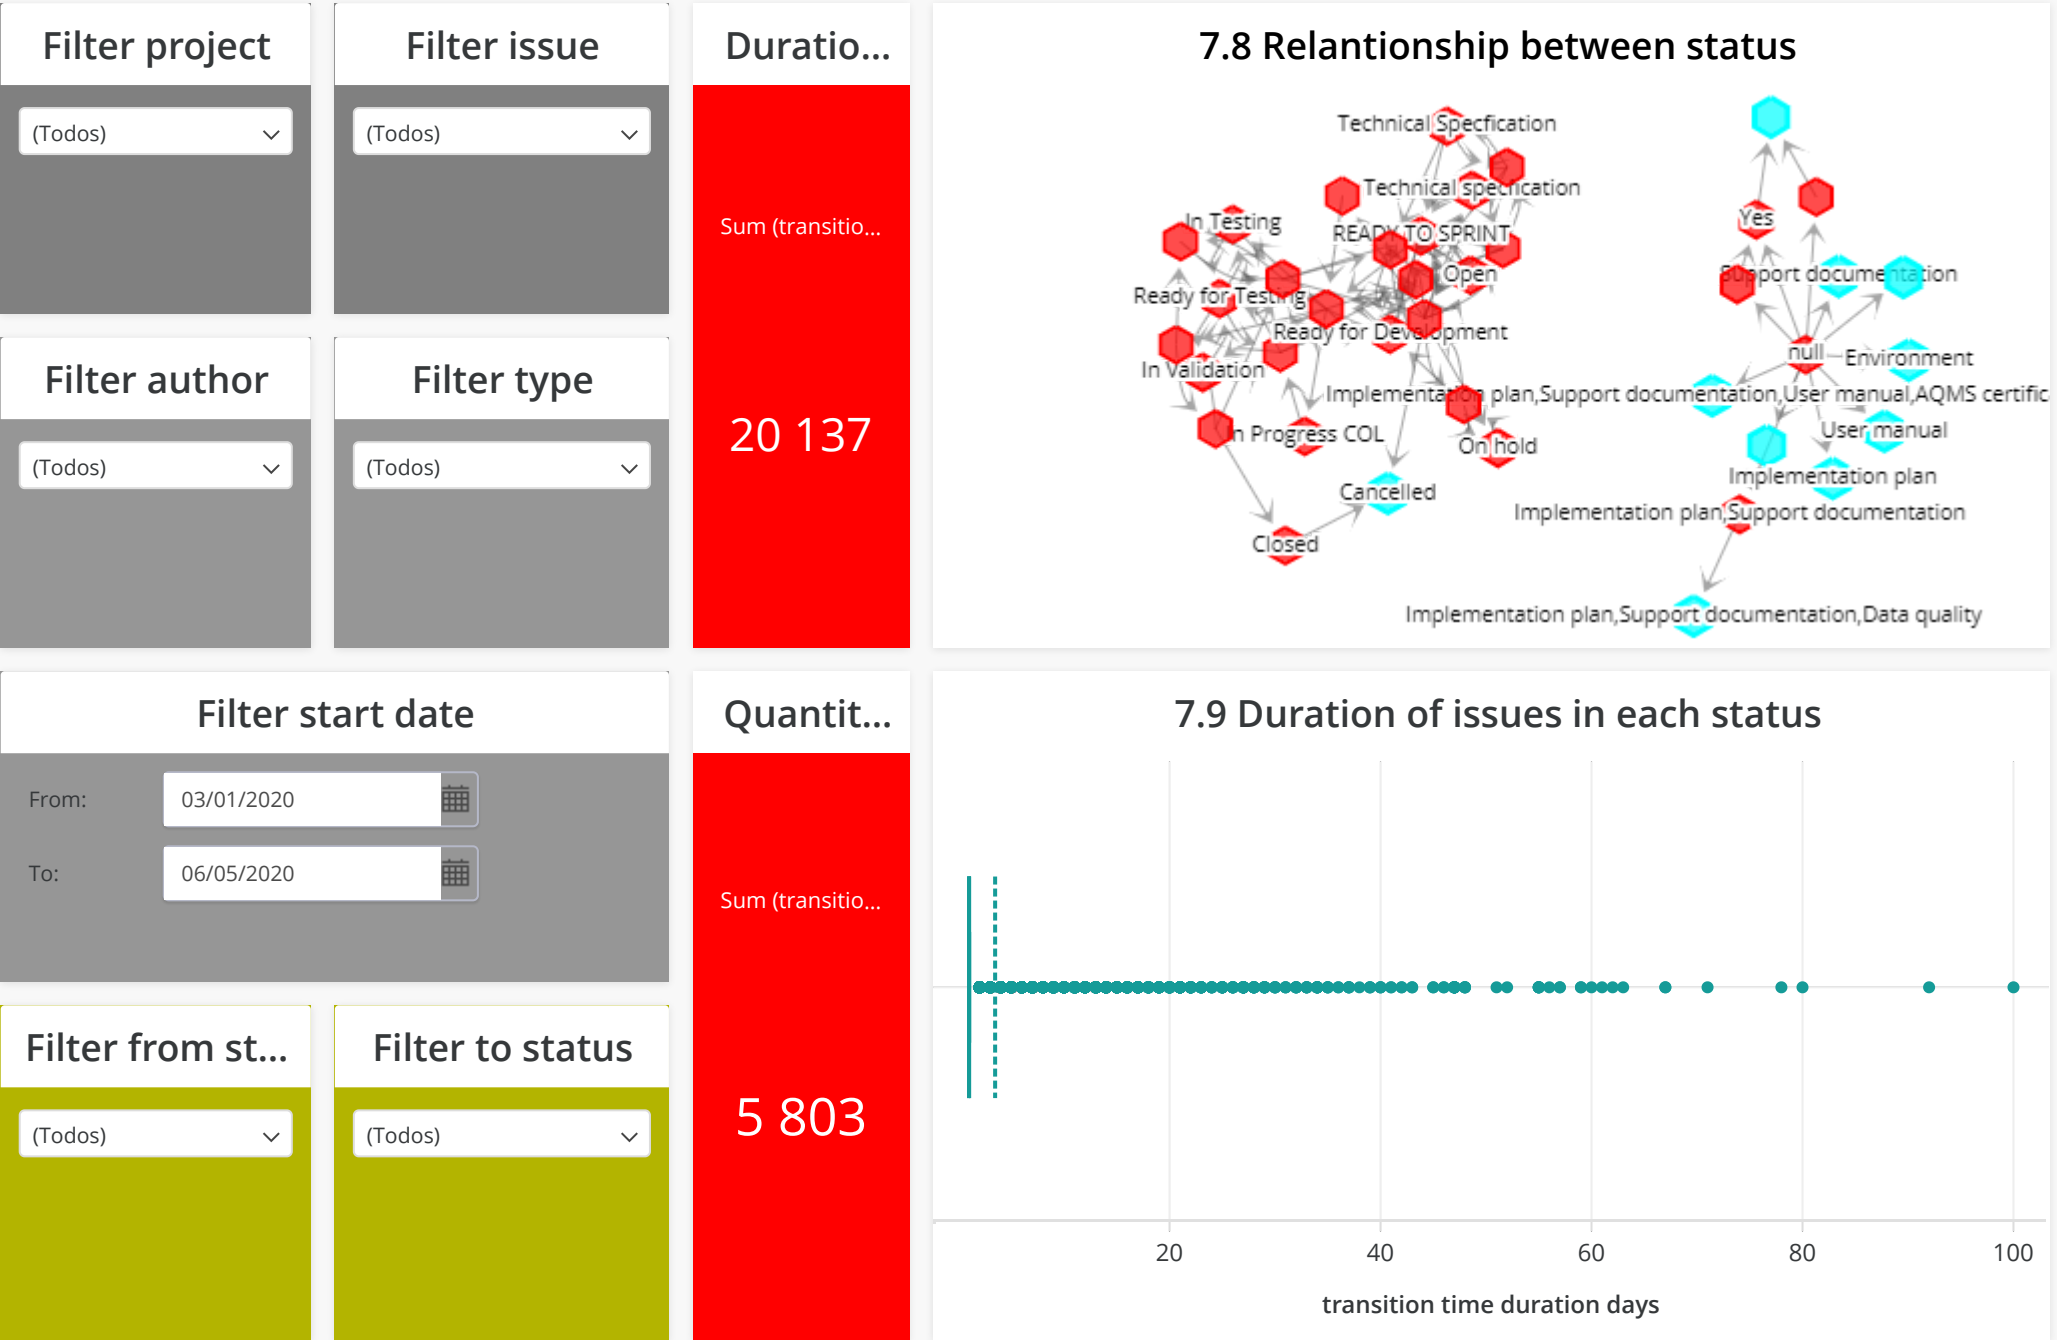 Filter project
(Todos)
Filter issue
(Todos)
Duratio...
Sum (transitio...
20 137
7.8 Relantionship between status
Technical Specfication
Technical specification
In Testing
READY TO SPRINT
Open
Ready for Testing
Ready for Development
In Validation
In Progress COL
On hold
Cancelled
Closed
Yes
Support documentation
null
Environment
Implementation plan,Support documentation,User manual,AQMS certific
User manual
Implementation plan
Implementation plan,Support documentation
Implementation plan,Support documentation,Data quality
Filter author
(Todos)
Filter type
(Todos)
Filter start date
From:
03/01/2020
To:
06/05/2020
Quantit...
Sum (transitio...
5 803
7.9 Duration of issues in each status
20
40
60
80
100
transition time duration days
Filter from st...
(Todos)
Filter to status
(Todos)